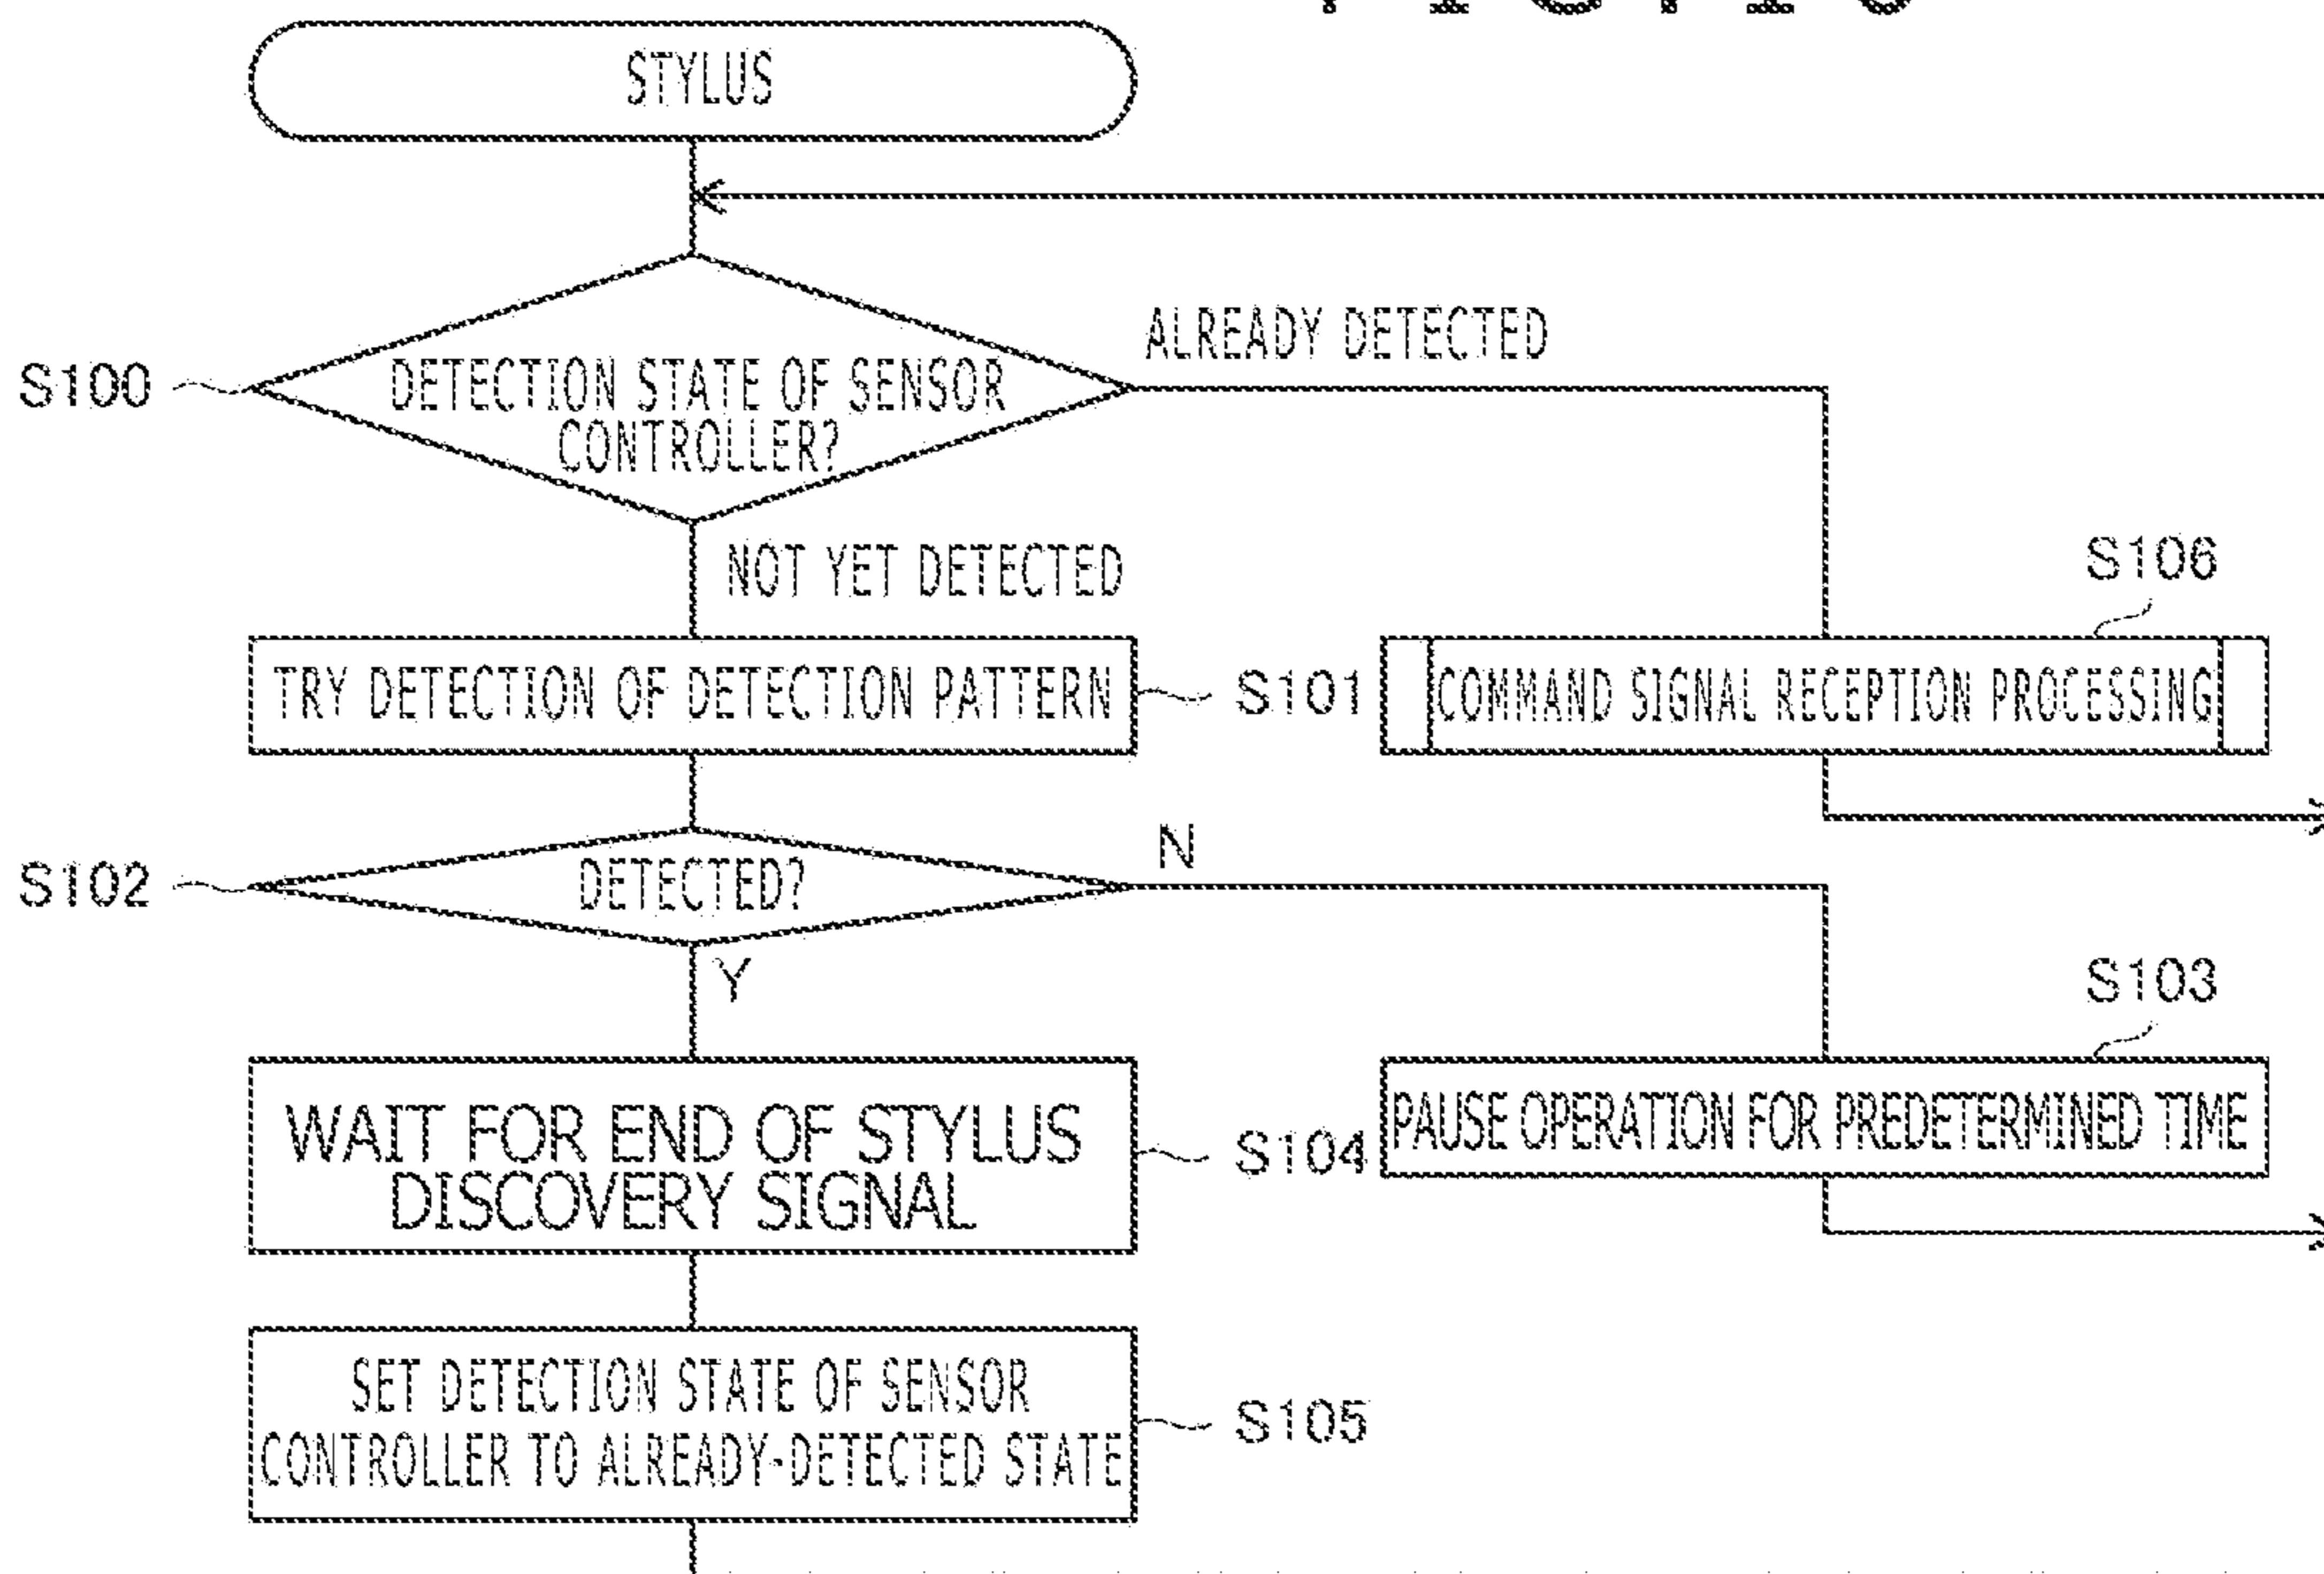 STYLUS
ALREADY DETECTED
S100
DETECTION STATE OF SENSOR
CONTROLLER?
NOT YET DETECTED
S106
TRY DETECTION OF DETECTION PATTERN
S101
COMMAND SIGNAL RECEPTION PROCESSING
N
S102
DETECTED?
Y
S103
WAIT FOR END OF STYLUS
DISCOVERY SIGNAL
S104
PAUSE OPERATION FOR PREDETERMINED TIME
SET DETECTION STATE OF SENSOR
CONTROLLER TO ALREADY-DETECTED STATE
S105